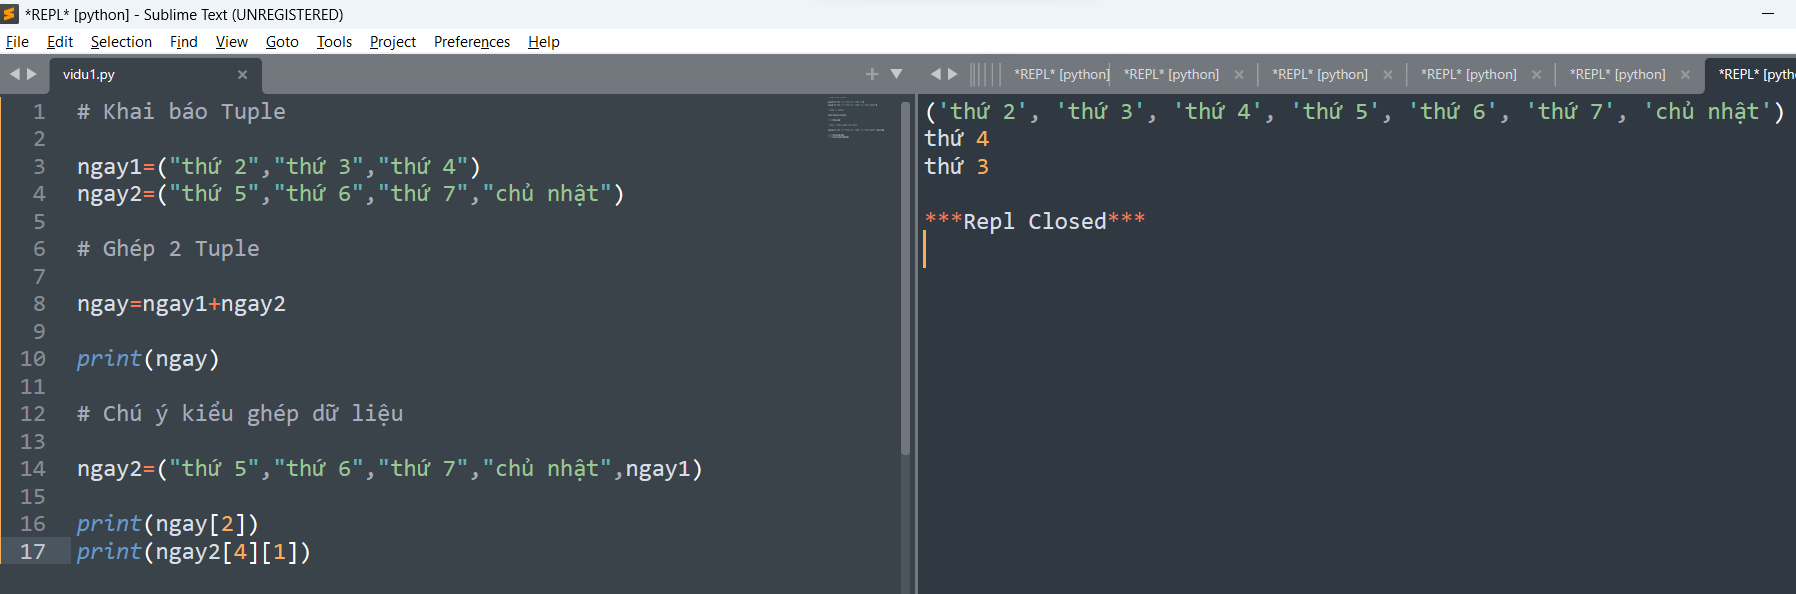 *REPL* [python] - Sublime Text (UNREGISTERED)
File Edit Selection Find View Goto Tools Project Preferences Help
vidu1.py
*REPL* [python] *REPL* [python] *REPL* [python] *REPL* [python] *REPL* [python] *REPL* [pyth
1 # Khai báo Tuple
2
3 ngay1=("thứ 2","thứ 3","thứ 4")
4 ngay2=("thứ 5","thứ 6","thứ 7","chủ nhật")
5
6 # Ghép 2 Tuple
7
8 ngay=ngay1+ngay2
9
10 print(ngay)
11
12 # Chú ý kiểu ghép dữ liệu
13
14 ngay2=("thứ 5","thứ 6","thứ 7","chủ nhật",ngay1)
15
16 print(ngay[2])
17 print(ngay2[4][1])
('thứ 2', 'thứ 3', 'thứ 4', 'thứ 5', 'thứ 6', 'thứ 7', 'chủ nhật')
thứ 4
thứ 3
***Repl Closed***